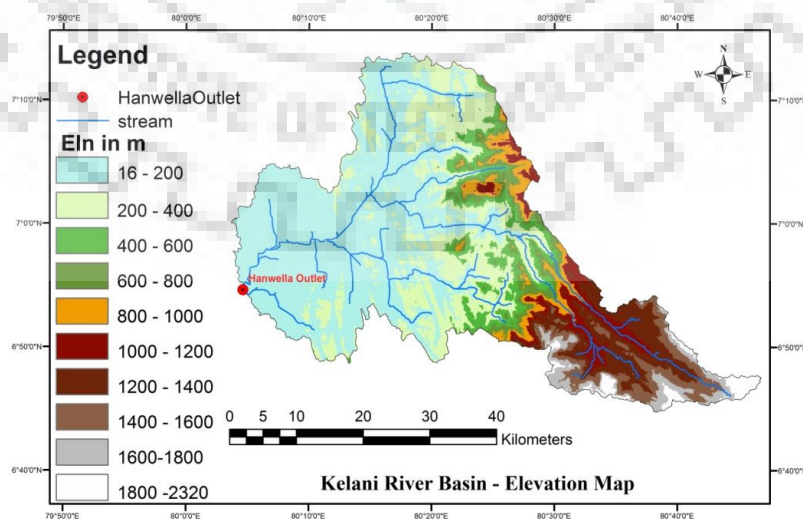 79°50'0"E 80°0'0"E 80°10'0"E 80°20'0"E 80°30'0"E 80°40'0"E
Legend
HanwellaOutlet
stream
Eln in m
16 - 200
200 - 400
400 - 600
600 - 800
800 - 1000
1000 - 1200
1200 - 1400
1400 - 1600
1600-1800
1800 -2320
N
W E
S
7°10'0"N 7°10'0"N
7°0'0"N 7°0'0"N
6°50'0"N 6°50'0"N
6°40'0"N 6°40'0"N
Hanwella Outlet
0 5 10 20 30 40
Kilometers
Kelani River Basin - Elevation Map
79°50'0"E 80°0'0"E 80°10'0"E 80°20'0"E 80°30'0"E 80°40'0"E